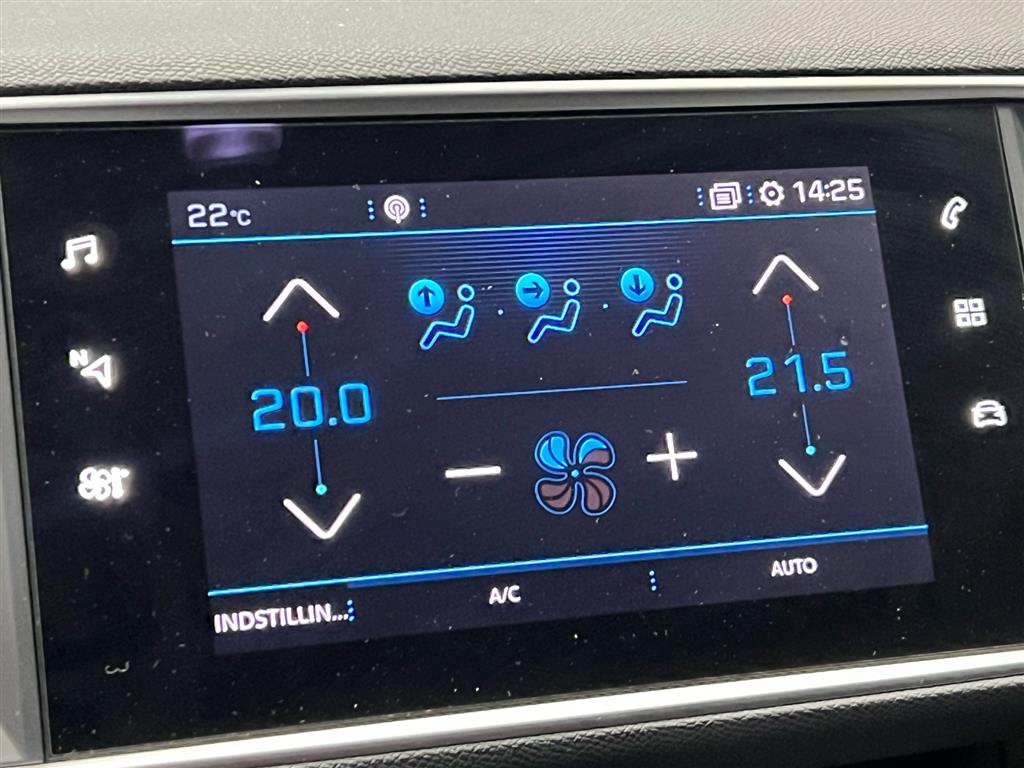 22°C
14:25
N
20.0
21.5
INDSTILLIN...
A/C
AUTO